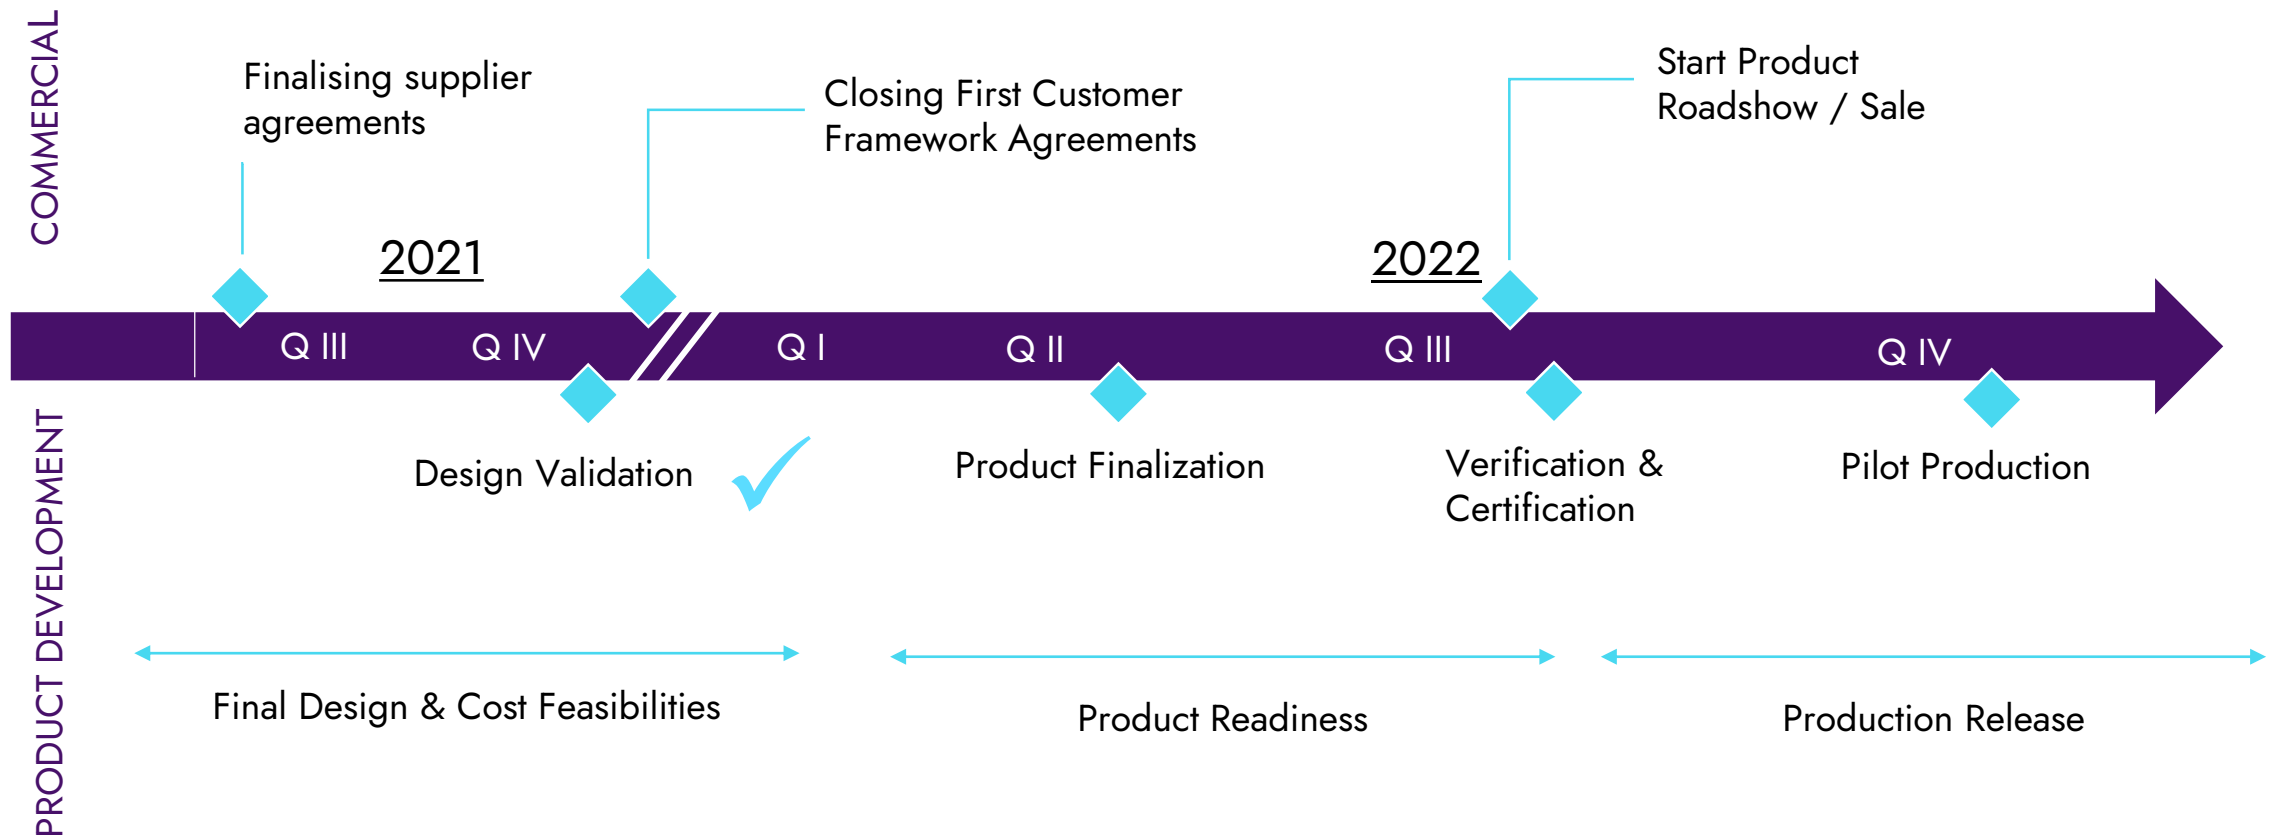 COMMERCIAL
Finalising supplier
agreements
Closing First Customer
Framework Agreements
Start Product
Roadshow / Sale
2021
2022
Q III
Q IV
Q I
Q II
Q III
Q IV
PRODUCT DEVELOPMENT
Design Validation
Product Finalization
Verification &
Certification
Pilot Production
Final Design & Cost Feasibilities
Product Readiness
Production Release